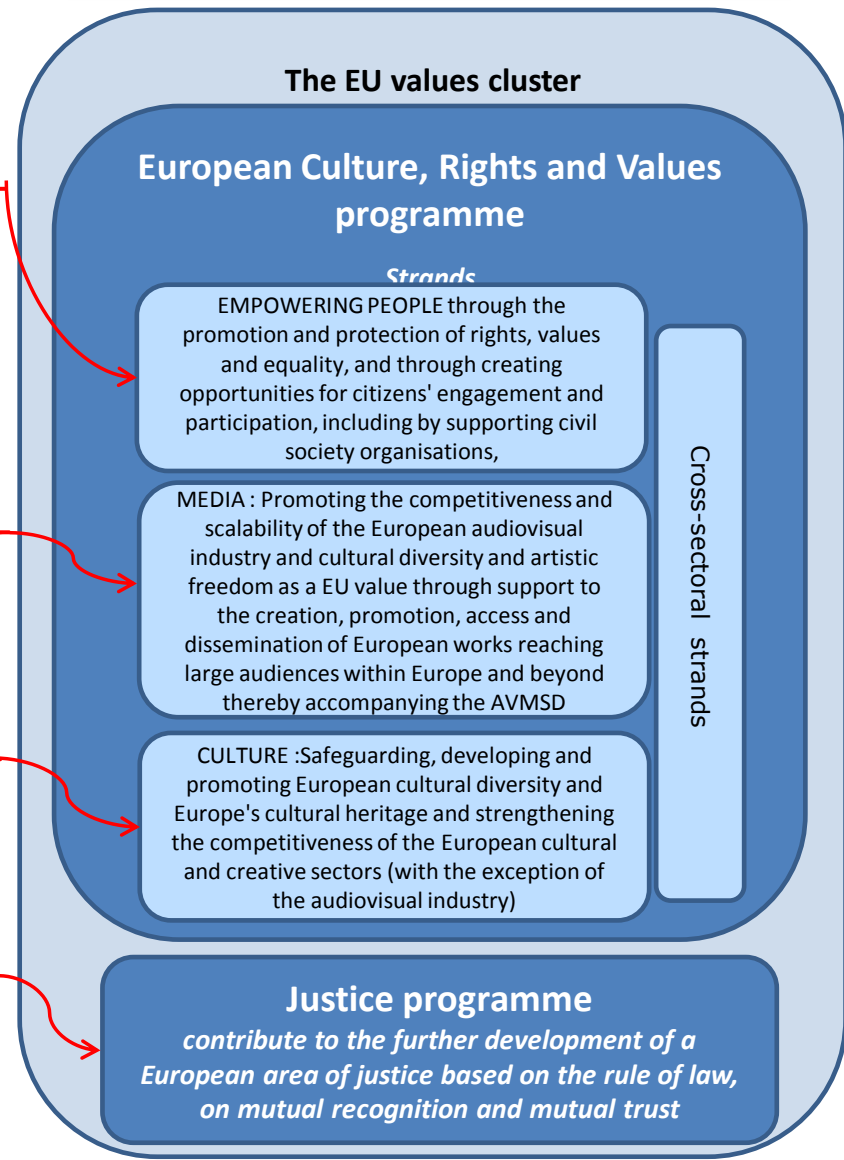 The EU values cluster
European Culture, Rights and Values
programme
Strands
EMPOWERING PEOPLE through the
promotion and protection of rights, values
and equality, and through creating
opportunities for citizens' engagement and
participation, including by supporting civil
society organisations,
MEDIA : Promoting the competitiveness and
scalability of the European audiovisual
industry and cultural diversity and artistic
freedom as a EU value through support to
the creation, promotion, access and
dissemination of European works reaching
large audiences within Europe and beyond
thereby accompanying the AVMSD
CULTURE :Safeguarding, developing and
promoting European cultural diversity and
Europe's cultural heritage and strengthening
the competitiveness of the European cultural
and creative sectors (with the exception of
the audiovisual industry)
Cross-sectoral strands
Justice programme
contribute to the further development of a
European area of justice based on the rule of law,
on mutual recognition and mutual trust